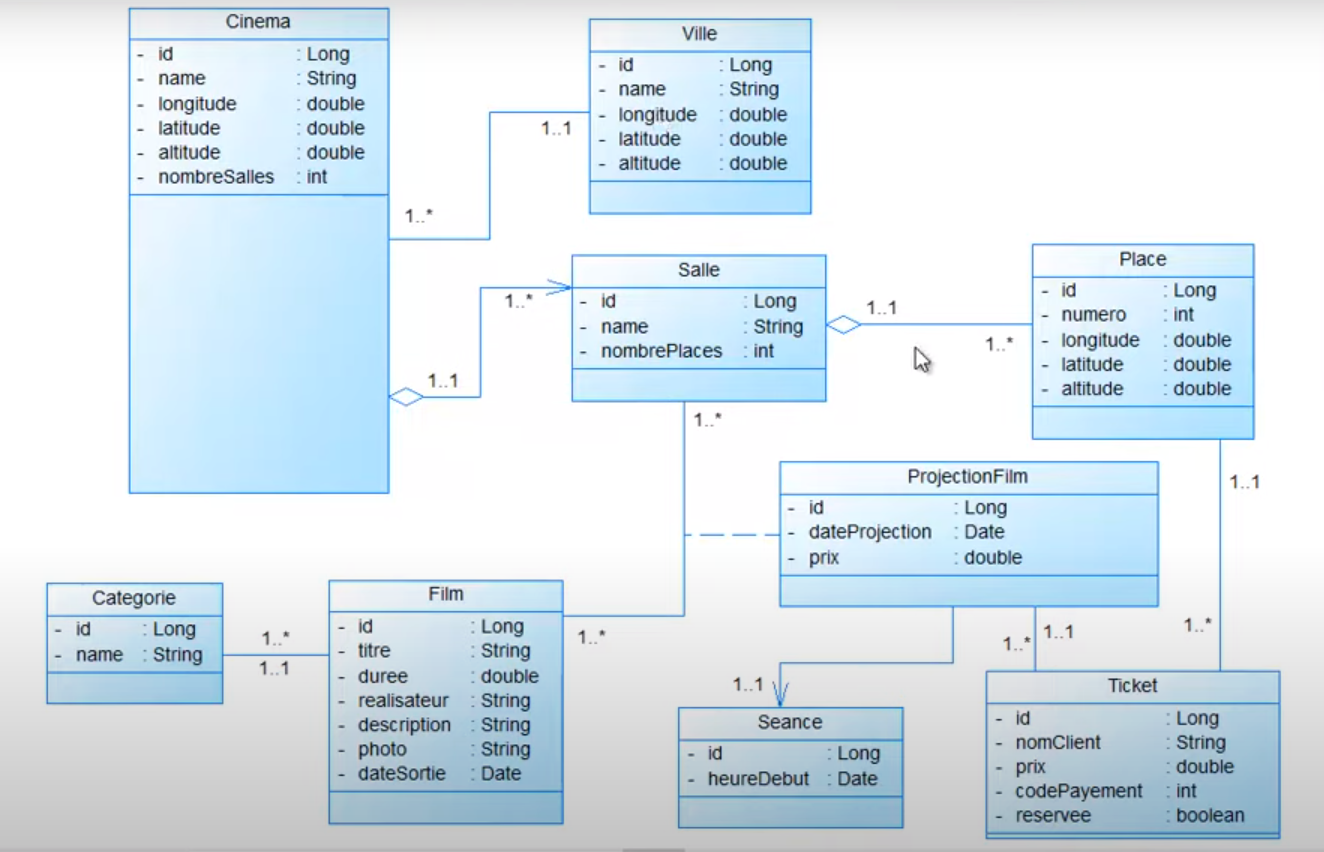 Cinema
- id : Long
- name : String
- longitude : double
- latitude : double
- altitude : double
- nombreSalles : int
Ville
- id : Long
- name : String
- longitude : double
- latitude : double
- altitude : double
1..1
1..*
Salle
- id : Long
- name : String
- nombrePlaces : int
1..*
1..1
Place
- id : Long
- numero : int
- longitude : double
- latitude : double
- altitude : double
1..1
1..*
1..*
ProjectionFilm
- id : Long
- dateProjection : Date
- prix : double
1..1
Categorie
- id : Long
- name : String
1..*
1..1
Film
- id : Long
- titre : String
- duree : double
- realisateur : String
- description : String
- photo : String
- dateSortie : Date
1..*
1..1
Seance
- id : Long
- heureDebut : Date
1..*
1..1
1..*
Ticket
- id : Long
- nomClient : String
- prix : double
- codePayement : int
- reservee : boolean